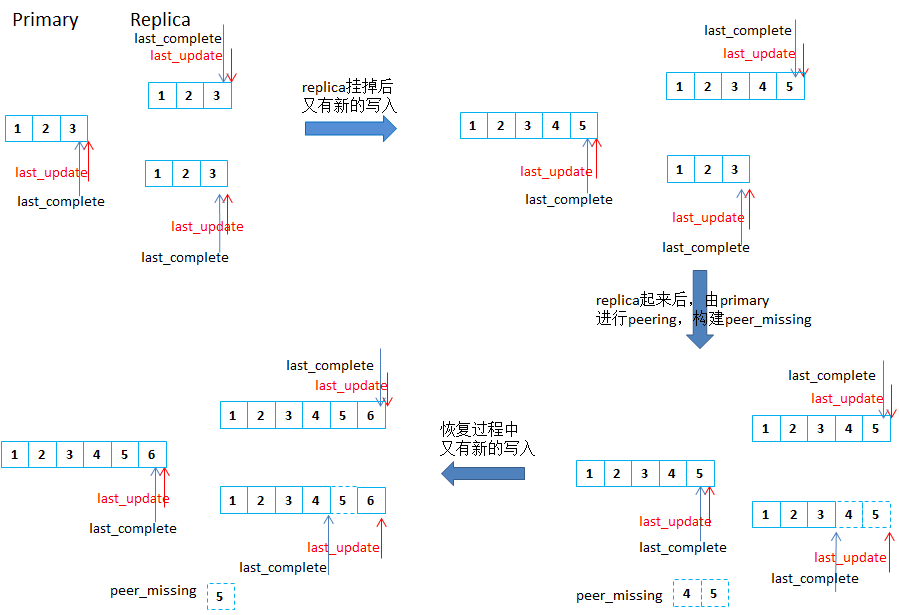 Primary
Replica
last_complete
last_update
1 2 3
1 2 3
last_update
last_complete
1 2 3
last_update
last_complete
replica挂掉后
又有新的写入
last_complete
last_update
1 2 3 4 5
1 2 3 4 5
last_update
last_complete
1 2 3
last_update
last_complete
replica起来后，由primary
进行peering，构建peer_missing
last_complete
last_update
1 2 3 4 5
1 2 3 4 5
last_update
last_complete
1 2 3 4 5
last_update
last_complete
peer_missing
4 5
恢复过程中
又有新的写入
last_complete
last_update
1 2 3 4 5 6
1 2 3 4 5 6
last_update
last_complete
1 2 3 4 5 6
last_update
last_complete
peer_missing
5